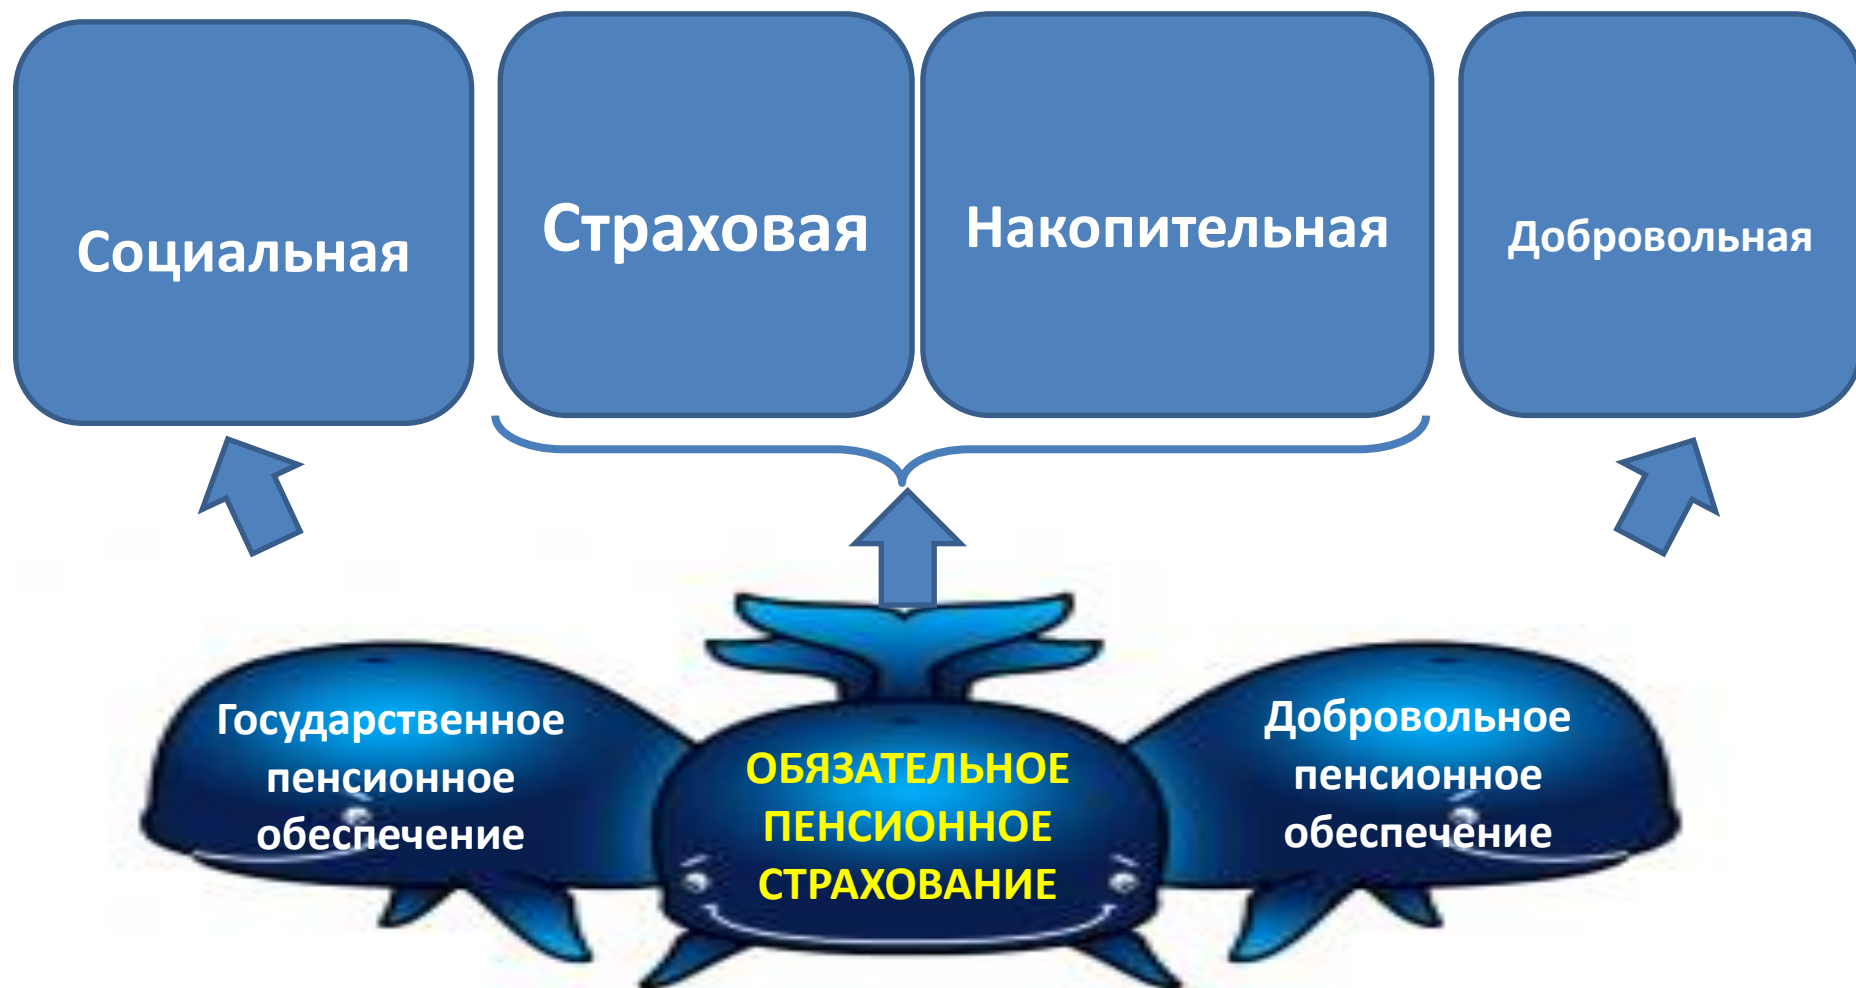 Социальная
Страховая
Накопительная
Добровольная
Государственное
пенсионное
обеспечение
ОБЯЗАТЕЛЬНОЕ
ПЕНСИОННОЕ
СТРАХОВАНИЕ
Добровольное
пенсионное
обеспечение